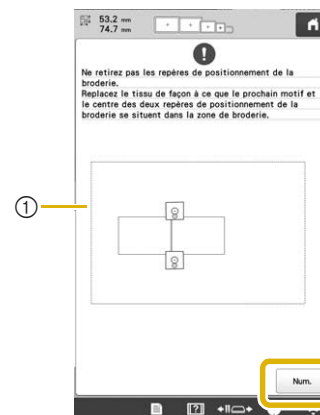 53.2 mm
74.7 mm
Ne retirez pas les repères de positionnement de la
broderie.
Replacez le tissu de façon à ce que le prochain motif et
le centre des deux repères de positionnement de la
broderie se situent dans la zone de broderie.
①
Num.